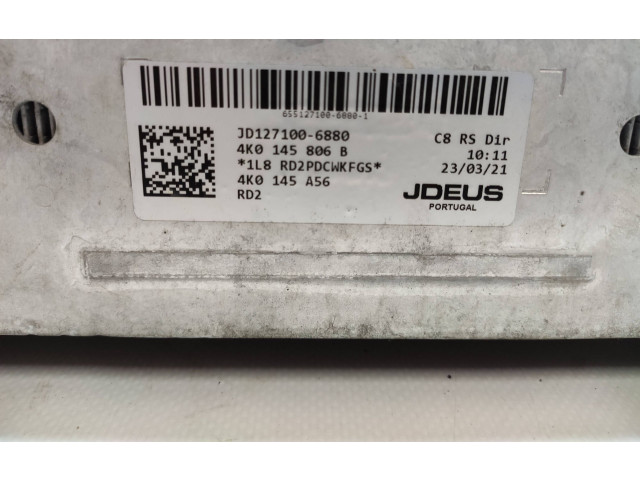 655127100-6880-1
JD127100-6880
4K0 145 806 B
*1L8 RD2PDCWKFGS*
4K0 145 A56
RD2
C8 RS Dir
10:11
23/03/21
JDEUS
PORTUGAL